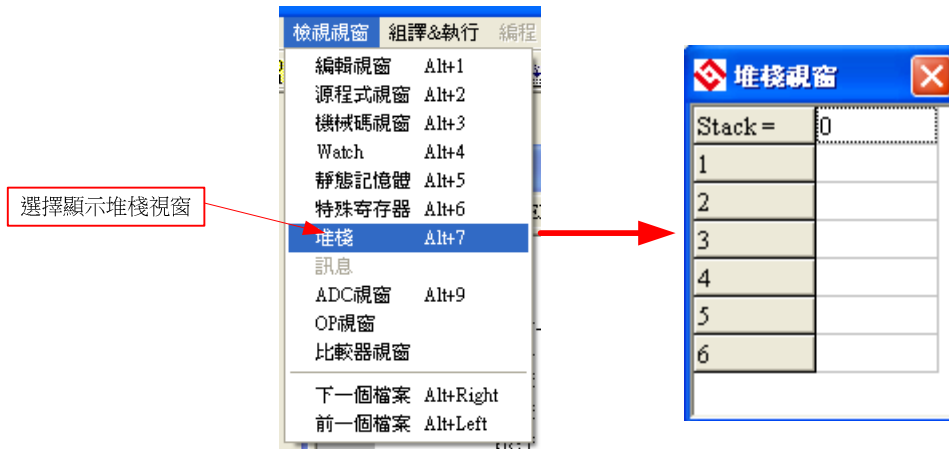 檢視視窗 組譯&執行 編程
編輯視窗 Alt+1
源程式視窗 Alt+2
機械碼視窗 Alt+3
Watch Alt+4
靜態記憶體 Alt+5
特殊寄存器 Alt+6
堆棧 Alt+7
訊息
ADC視窗 Alt+9
OP視窗
比較器視窗
下一個檔案 Alt+Right
前一個檔案 Alt+Left
選擇顯示堆棧視窗
堆棧視窗
Stack = 0
1
2
3
4
5
6